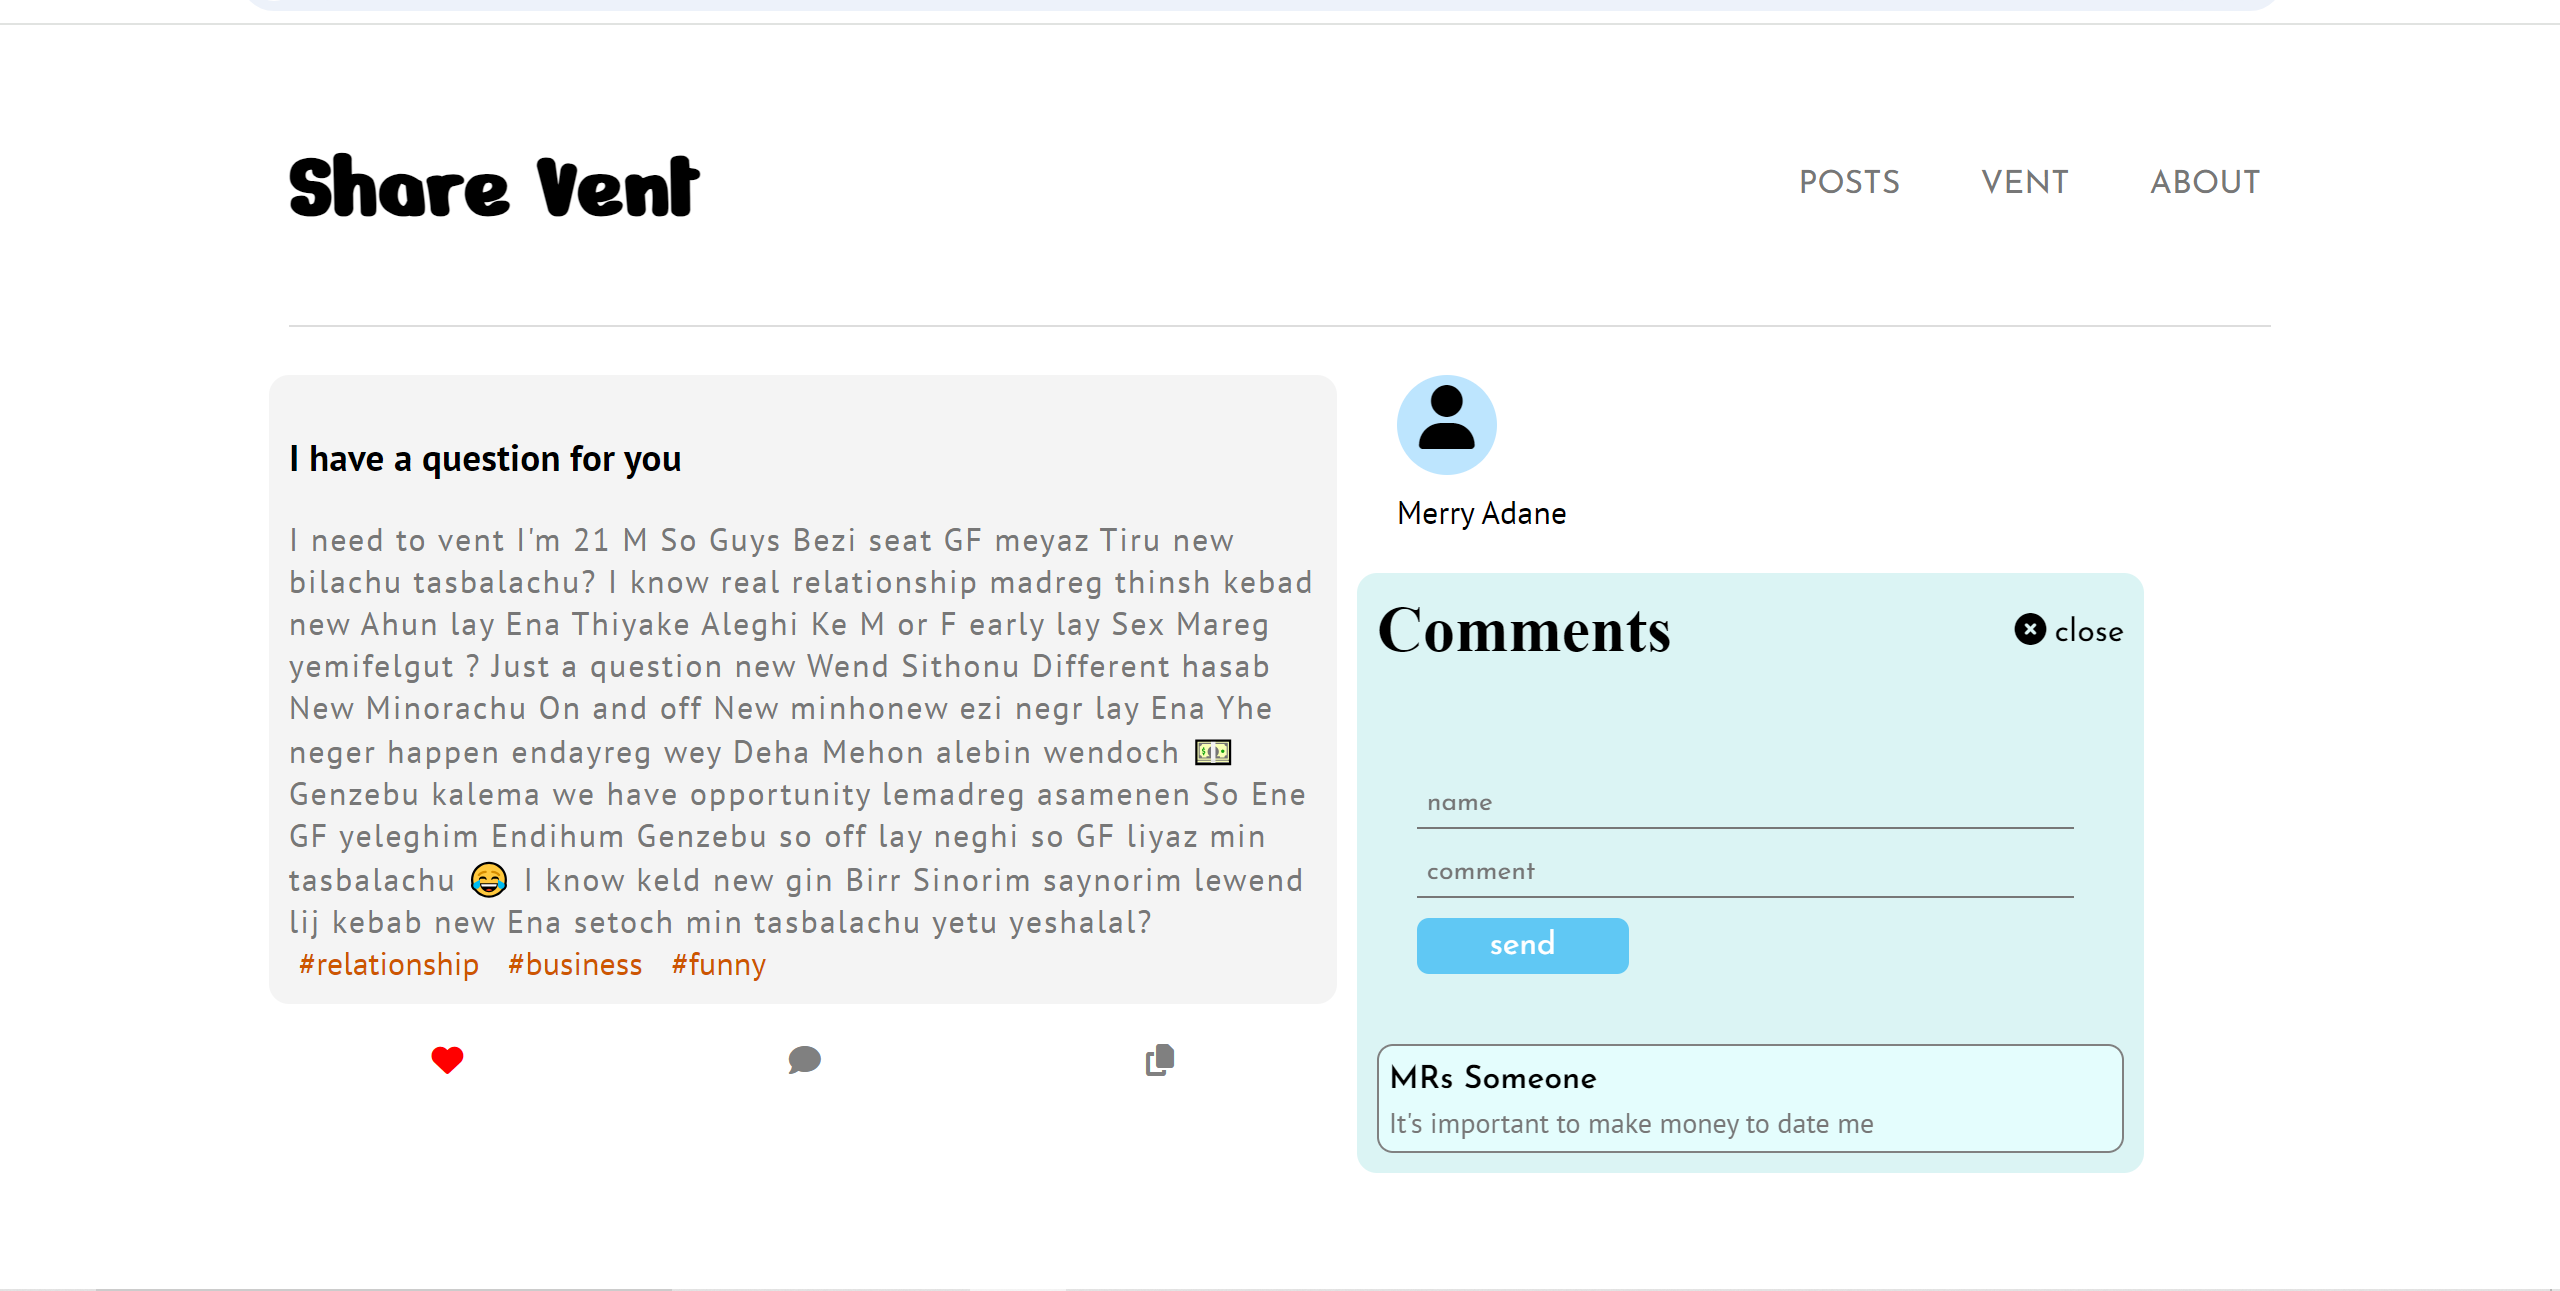 Share Vent
POSTS VENT ABOUT
I have a question for you
I need to vent I'm 21 M So Guys Bezi seat GF meyaz Tiru new
bilachu tasbalachu? I know real relationship madreg thinsh kebad
new Ahun lay Ena Thiyake Aleghi Ke M or F early lay Sex Mareg
yemifelgut ? Just a question new Wend Sithonu Different hasab
New Minorachu On and off New minhonew ezi negr lay Ena Yhe
neger happen endayreg wey Deha Mehon alebin wendoch 💵
Genzebu kalema we have opportunity lemadreg asamenen So Ene
GF yeleghim Endihum Genzebu so off lay neghi so GF liyaz min
tasbalachu 😂 I know keld new gin Birr Sinorim saynorim lewend
lij kebab new Ena setoch min tasbalachu yetu yeshalal?
#relationship #business #funny
Merry Adane
Comments
close
name
comment
send
MRs Someone
It's important to make money to date me